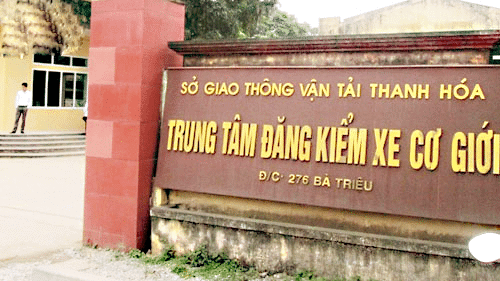 SỞ GIAO THÔNG VẬN TẢI THANH HÓA
TRUNG TÂM ĐĂNG KIỂM XE CƠ GIỚI
Đ/C: 276 BÀ TRIỆU